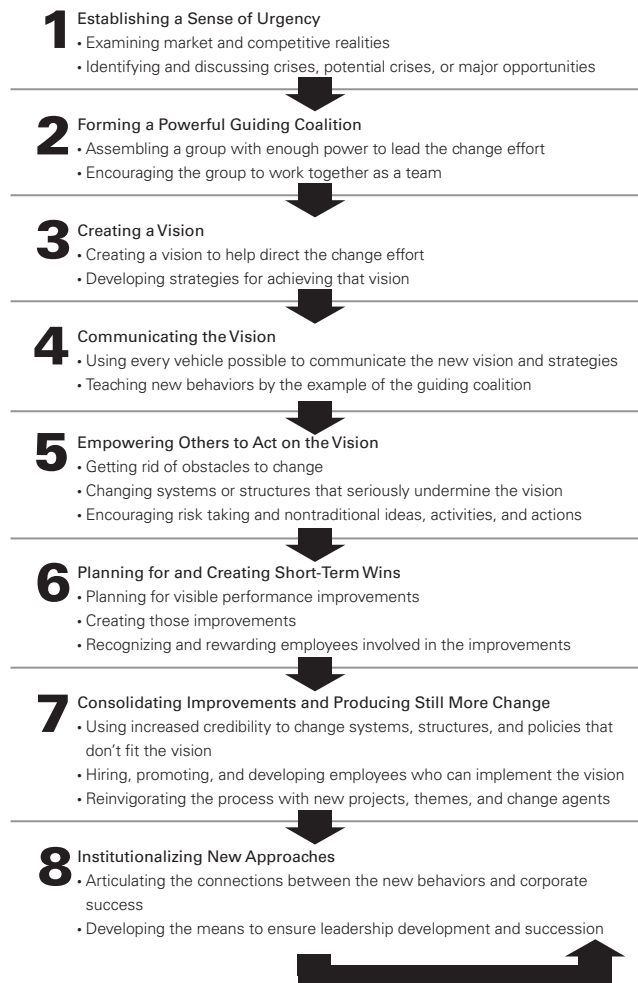 1 Establishing a Sense of Urgency
• Examining market and competitive realities
• Identifying and discussing crises, potential crises, or major opportunities
2 Forming a Powerful Guiding Coalition
• Assembling a group with enough power to lead the change effort
• Encouraging the group to work together as a team
3 Creating a Vision
• Creating a vision to help direct the change effort
• Developing strategies for achieving that vision
4 Communicating the Vision
• Using every vehicle possible to communicate the new vision and strategies
• Teaching new behaviors by the example of the guiding coalition
5 Empowering Others to Act on the Vision
• Getting rid of obstacles to change
• Changing systems or structures that seriously undermine the vision
• Encouraging risk taking and nontraditional ideas, activities, and actions
6 Planning for and Creating Short-Term Wins
• Planning for visible performance improvements
• Creating those improvements
• Recognizing and rewarding employees involved in the improvements
7 Consolidating Improvements and Producing Still More Change
• Using increased credibility to change systems, structures, and policies that
don't fit the vision
• Hiring, promoting, and developing employees who can implement the vision
• Reinvigorating the process with new projects, themes, and change agents
8 Institutionalizing New Approaches
• Articulating the connections between the new behaviors and corporate
success
• Developing the means to ensure leadership development and succession